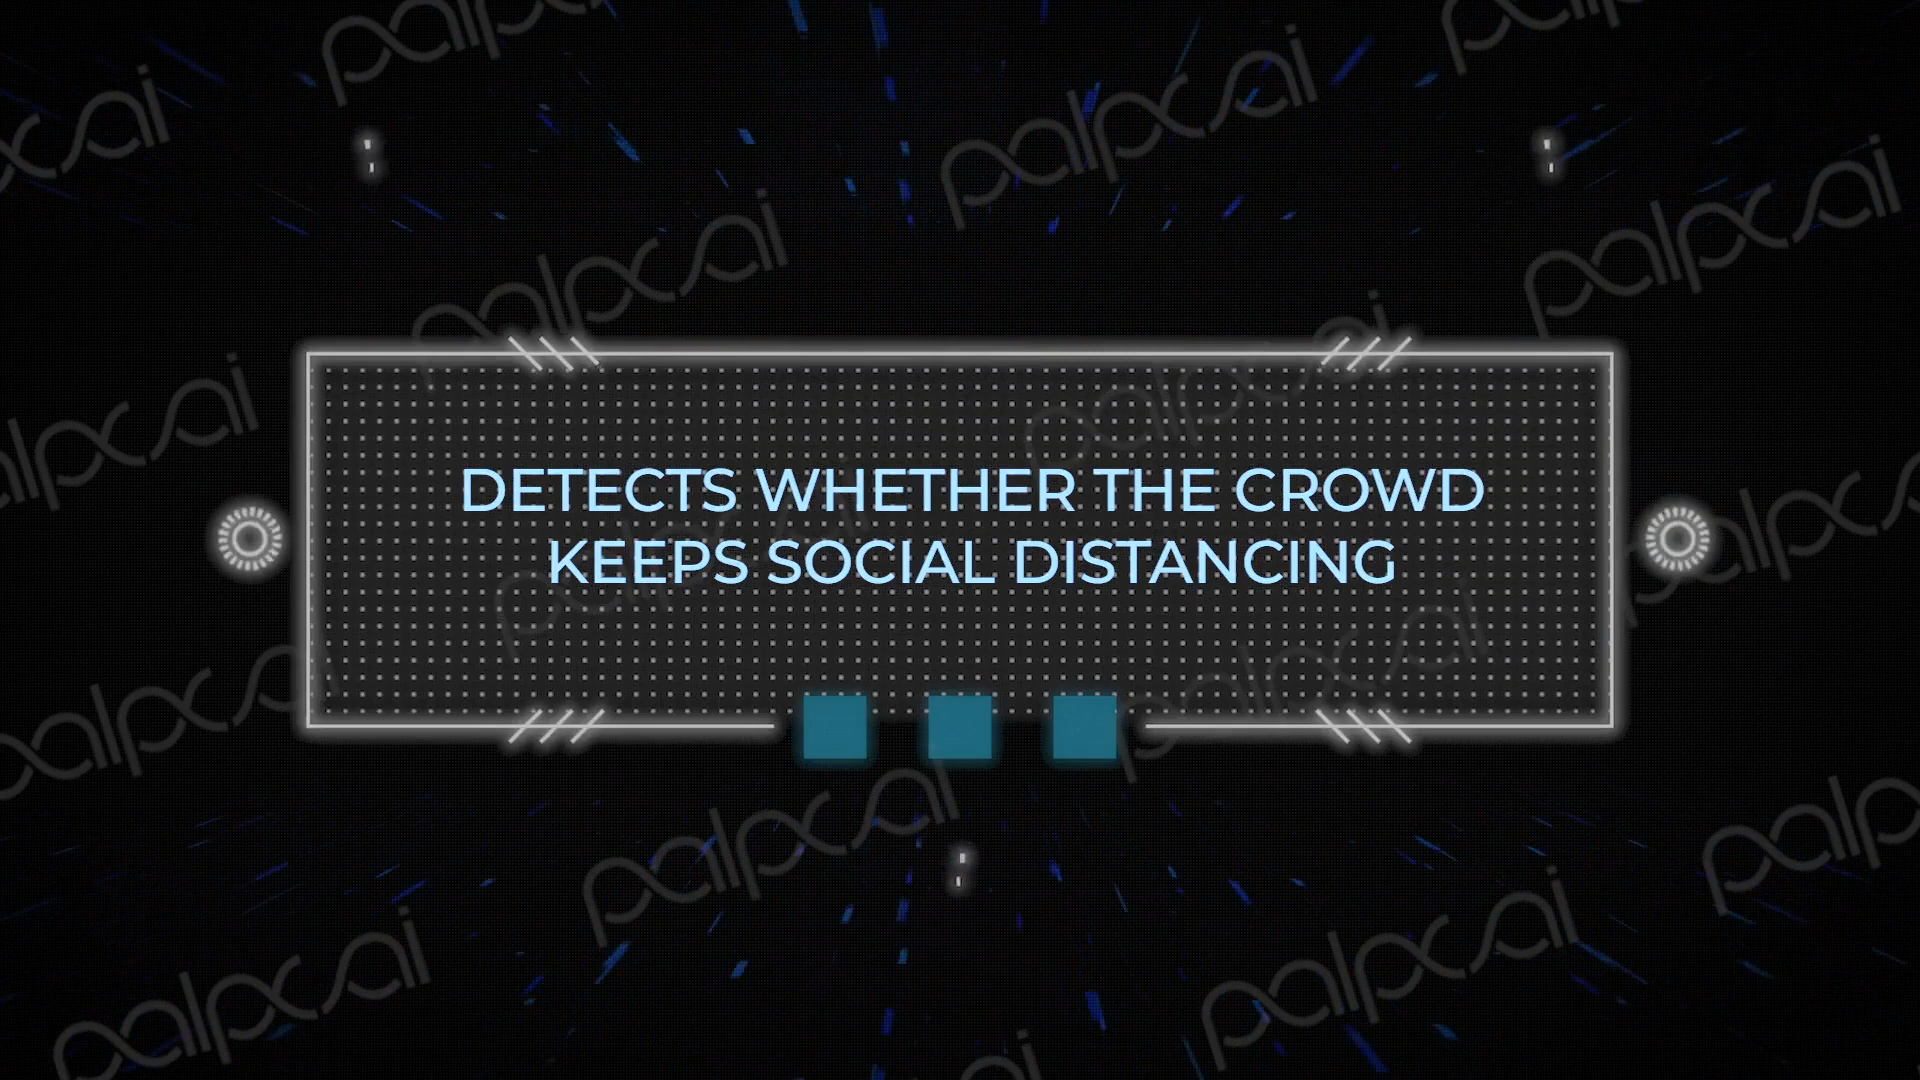 DETECTS WHETHER THE CROWD
KEEPS SOCIAL DISTANCING